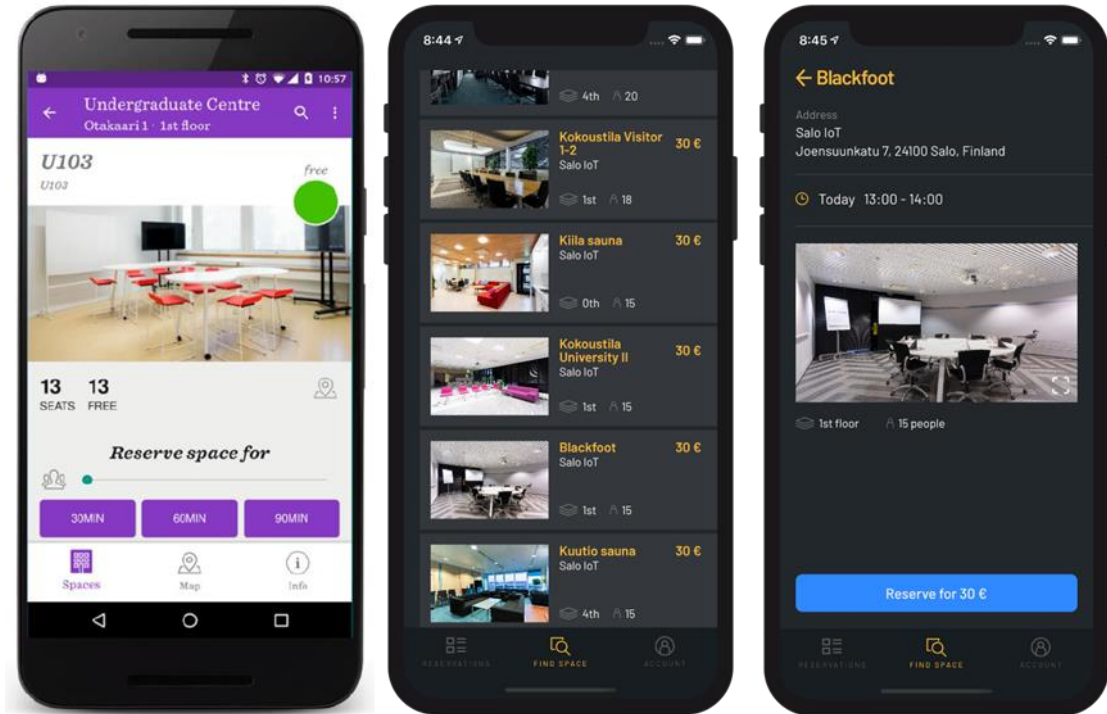 10:57
Undergraduate Centre
Otakaari 1 · 1st floor
U103
U103
free
13 13
SEATS FREE
Reserve space for
30MIN 60MIN 90MIN
Spaces Map Info
8:44
4th 20
Kokoustila Visitor 30 €
1-2
Salo IoT
1st 18
Kiila sauna 30 €
Salo IoT
0th 15
Kokoustila 30 €
University II
Salo IoT
1st 15
Blackfoot 30 €
Salo IoT
1st 15
Kuutio sauna 30 €
Salo IoT
4th 15
RESERVATIONS FIND SPACE ACCOUNT
8:45
Blackfoot
Address
Salo IoT
Joensuunkatu 7, 24100 Salo, Finland
Today 13:00 - 14:00
1st floor 15 people
Reserve for 30 €
RESERVATIONS FIND SPACE ACCOUNT